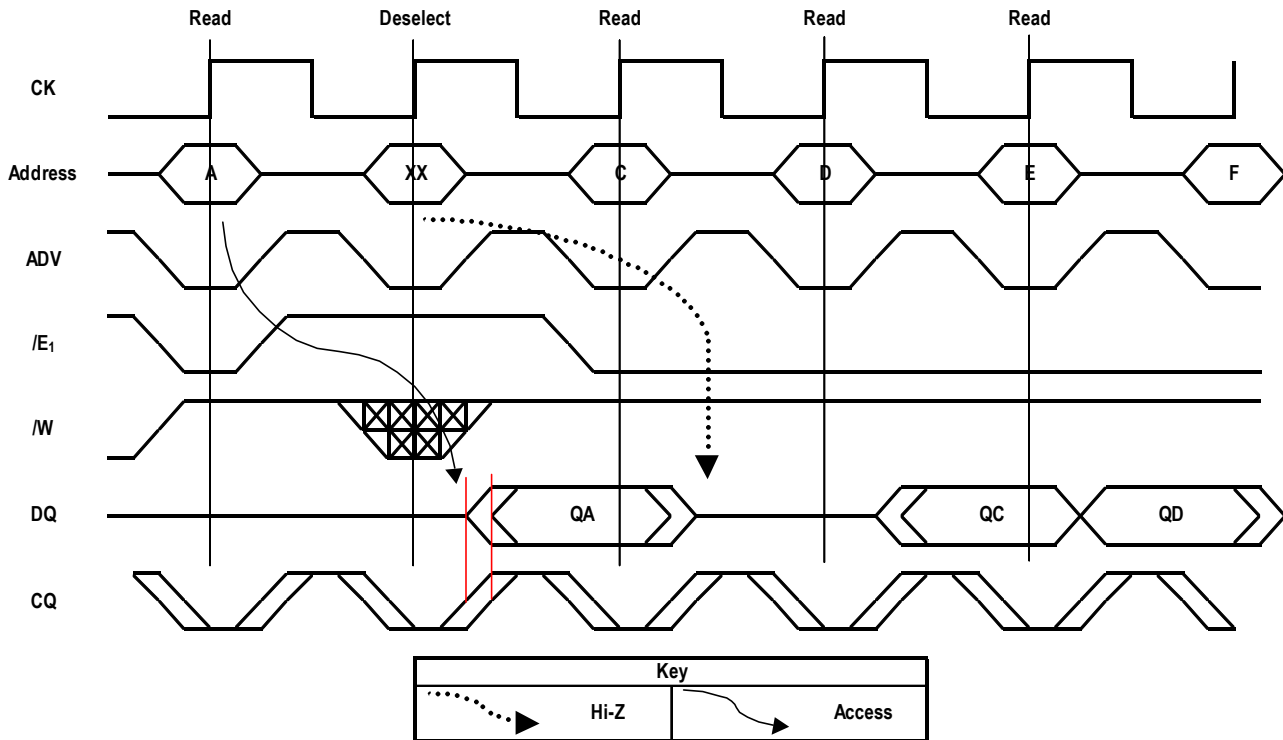 Read Deselect Read Read Read
CK
Address A XX C D E F
ADV
/E₁
/W
DQ QA QC QD
CQ
Key
Hi-Z Access